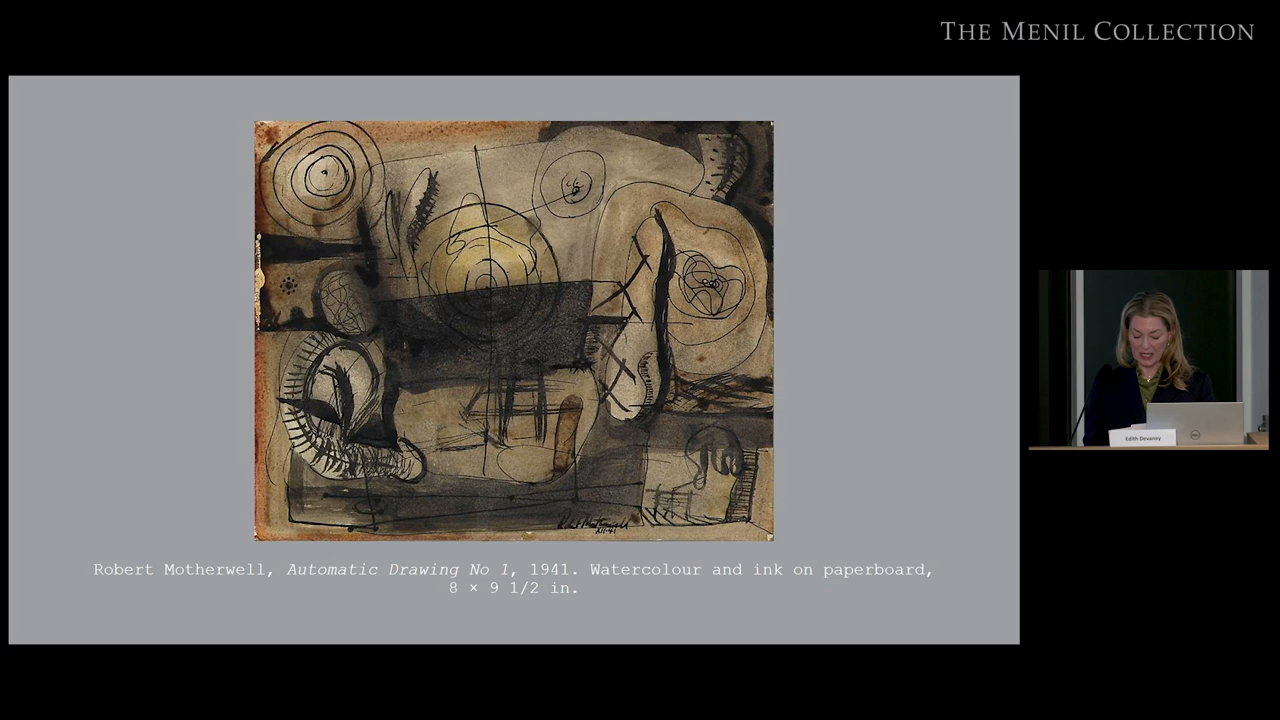 THE MENIL COLLECTION
Robert Motherwell, Automatic Drawing No 1, 1941. Watercolour and ink on paperboard,
8 × 9 1/2 in.
Edith Devaney